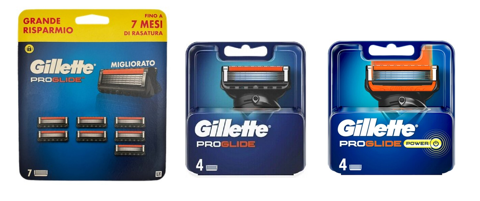 GRANDE
RISPARMIO
FINO A
7 MESI
DI RASATURA
Gillette
PROGLIDE
MIGLIORATO
7
Gillette
PROGLIDE
4
Gillette
PROGLIDE POWER
4